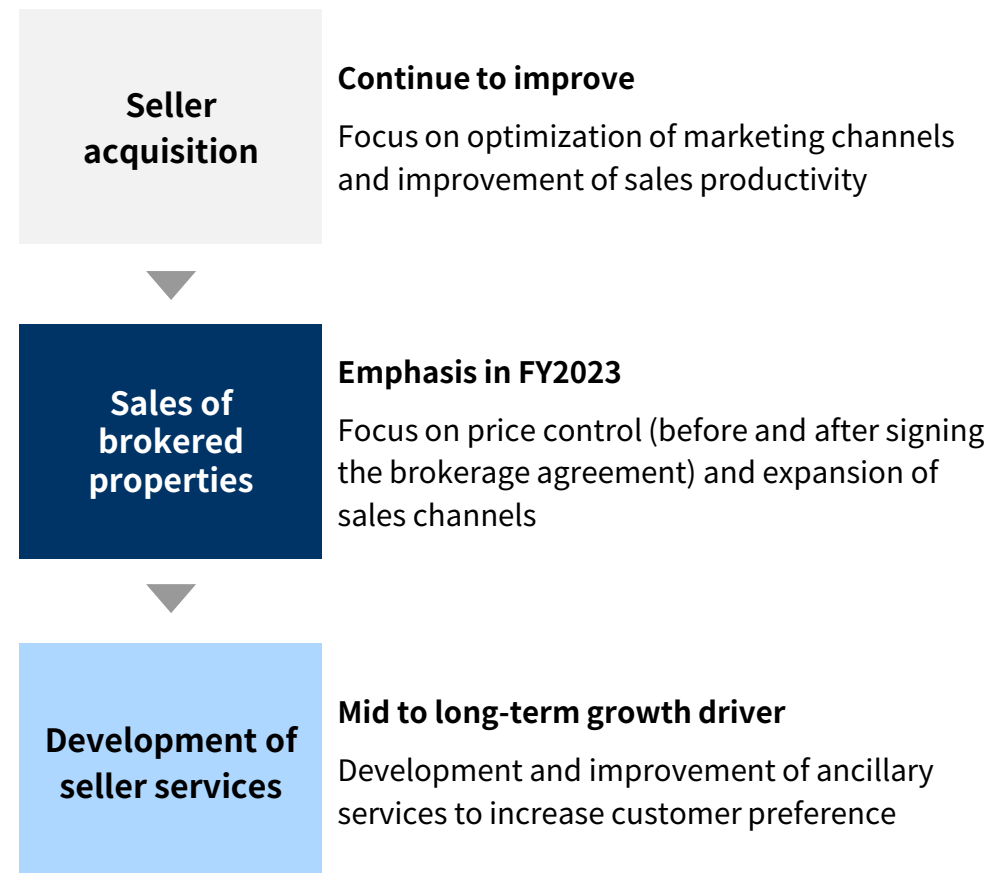 Seller
acquisition
Continue to improve
Focus on optimization of marketing channels
and improvement of sales productivity
Sales of
brokered
properties
Emphasis in FY2023
Focus on price control (before and after signing
the brokerage agreement) and expansion of
sales channels
Development of
seller services
Mid to long-term growth driver
Development and improvement of ancillary
services to increase customer preference